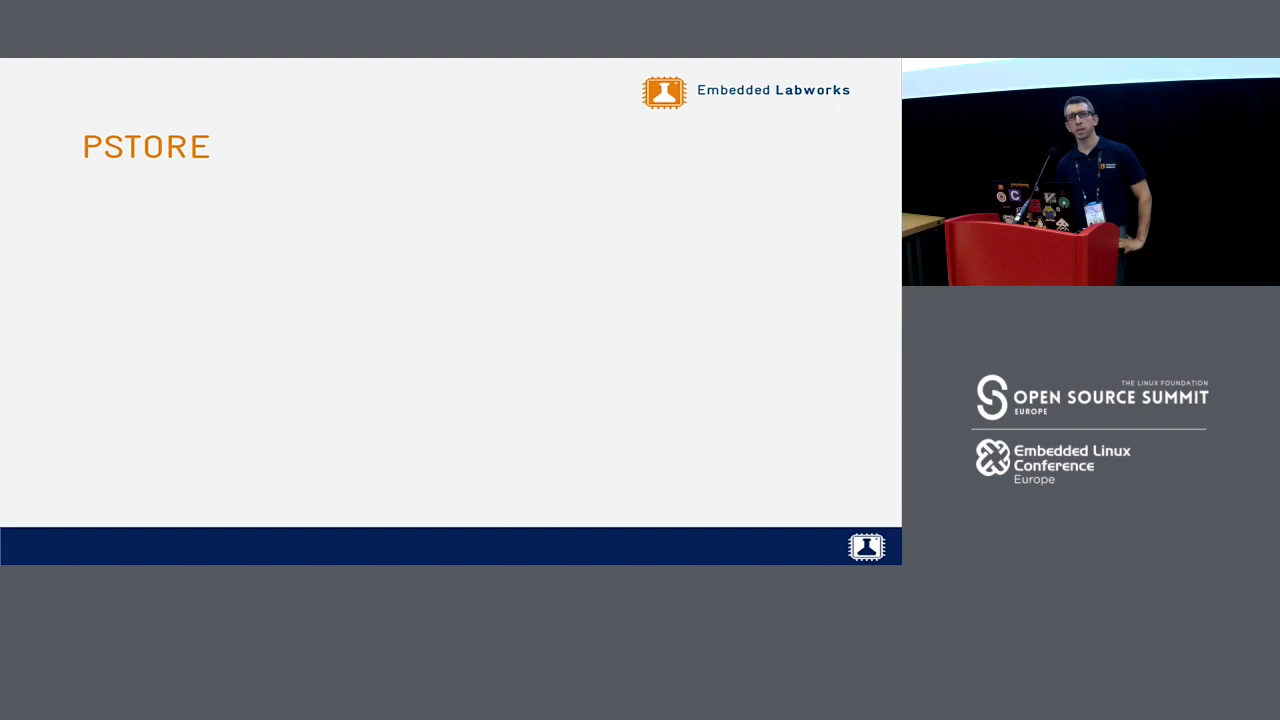 Embedded Labworks
PSTORE
THE LINUX FOUNDATION
OPEN SOURCE SUMMIT
EUROPE
Embedded Linux
Conference
Europe